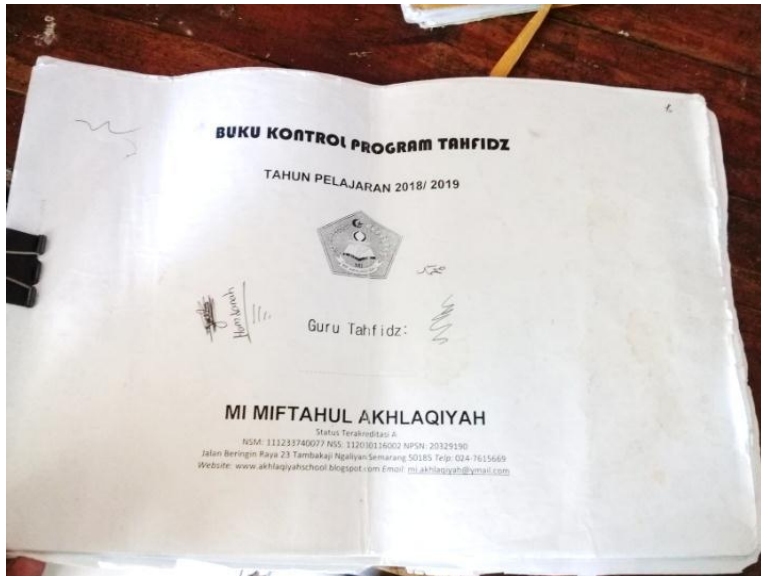 BUKU KONTROL PROGRAM TAHFIDZ
TAHUN PELAJARAN 2018/ 2019
Guru Tahfidz:
MI MIFTAHUL AKHLAQIYAH
Status Terakreditasi A
NSM: 111233740077 NSS: 112030116002 NPSN: 20329190
Jalan Beringin Raya 23 Tambakaji Ngaliyan Semarang 50185 Telp: 024-7615669
Website: www.akhlaqiyahschool.blogspot.com Email: mi.akhlaqiyah@ymail.com